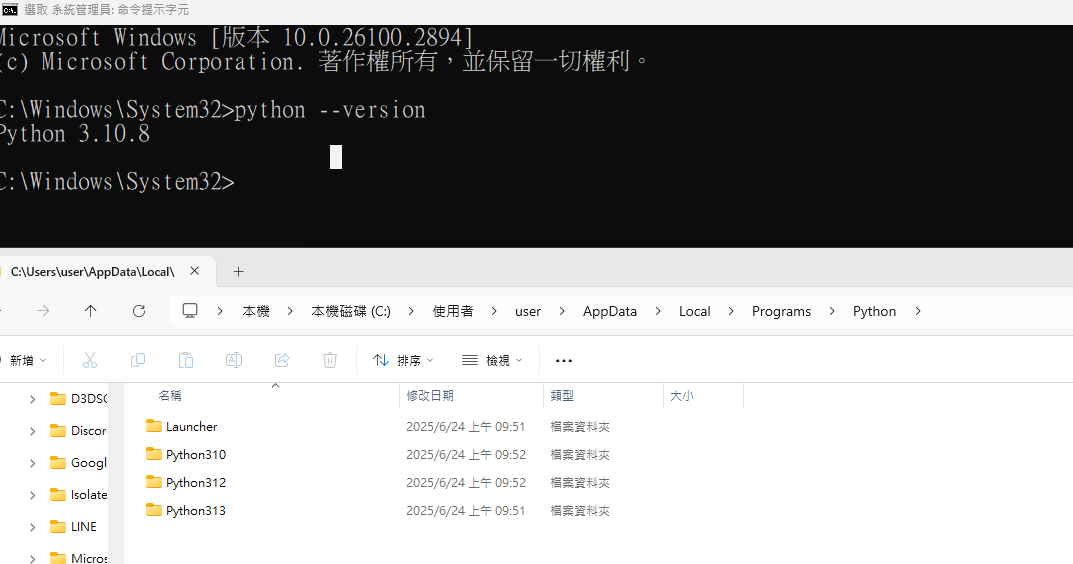 選取 系統管理員: 命令提示字元
Microsoft Windows [版本 10.0.26100.2894]
(c) Microsoft Corporation. 著作權所有，並保留一切權利。
C:\Windows\System32>python --version
Python 3.10.8
C:\Windows\System32>
C:\Users\user\AppData\Local\
本機 > 本機磁碟 (C:) > 使用者 > user > AppData > Local > Programs > Python >
新增 排序 檢視 ...
名稱 修改日期 類型 大小
D3DSC
Discor
Googl
Isolate
LINE
Micros
Launcher 2025/6/24 上午 09:51 檔案資料夾
Python310 2025/6/24 上午 09:52 檔案資料夾
Python312 2025/6/24 上午 09:52 檔案資料夾
Python313 2025/6/24 上午 09:51 檔案資料夾